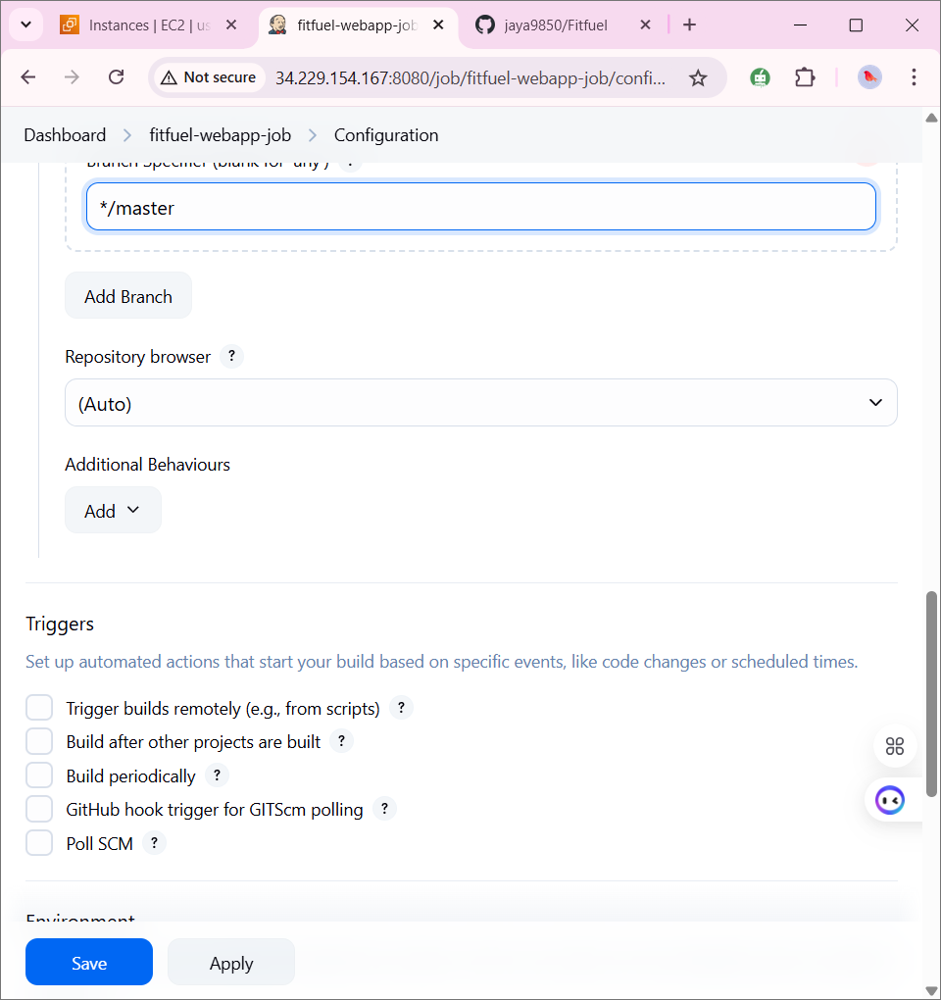 Instances | EC2 | us
fitfuel-webapp-job
jaya9850/Fitfuel
Not secure
34.229.154.167:8080/job/fitfuel-webapp-job/confi...
Dashboard
fitfuel-webapp-job
Configuration
Branch Specifier (blank for 'any') ?
*/master
Add Branch
Repository browser ?
(Auto)
Additional Behaviours
Add
Triggers
Set up automated actions that start your build based on specific events, like code changes or scheduled times.
Trigger builds remotely (e.g., from scripts) ?
Build after other projects are built ?
Build periodically ?
GitHub hook trigger for GITScm polling ?
Poll SCM ?
Environment
Save
Apply